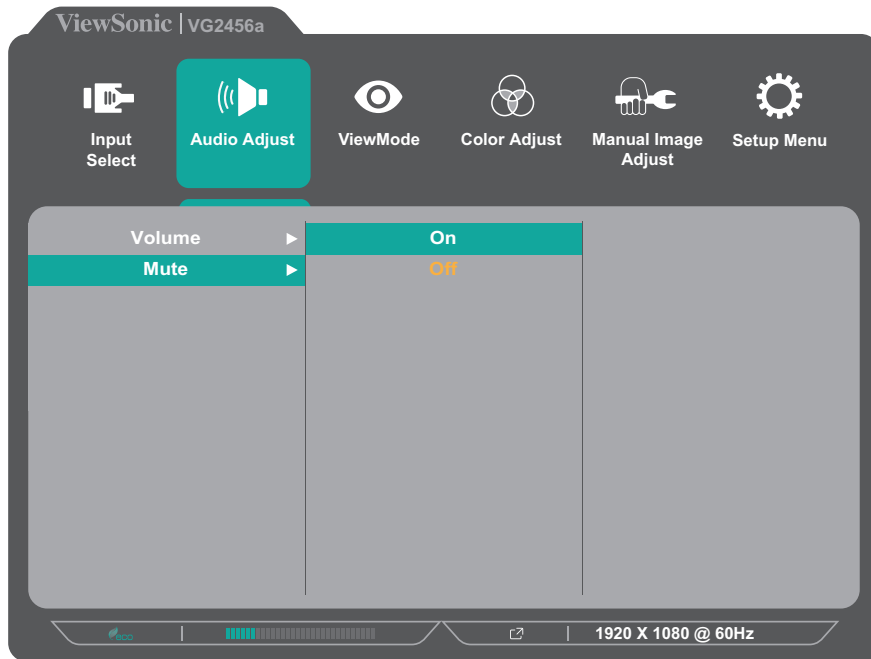 ViewSonic | VG2456a
Input
Select
Audio Adjust
ViewMode
Color Adjust
Manual Image
Adjust
Setup Menu
Volume
On
Mute
Off
eco
1920 X 1080 @ 60Hz